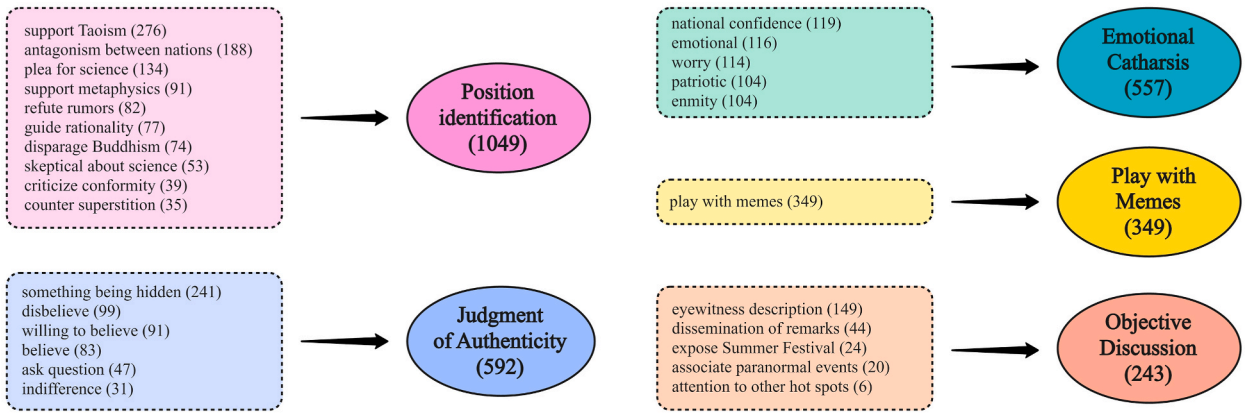 support Taoism (276)
antagonism between nations (188)
plea for science (134)
support metaphysics (91)
refute rumors (82)
guide rationality (77)
disparage Buddhism (74)
skeptical about science (53)
criticize conformity (39)
counter superstition (35)
Position
identification
(1049)
something being hidden (241)
disbelieve (99)
willing to believe (91)
believe (83)
ask question (47)
indifference (31)
Judgment
of Authenticity
(592)
national confidence (119)
emotional (116)
worry (114)
patriotic (104)
enmity (104)
Emotional
Catharsis
(557)
play with memes (349)
Play with
Memes
(349)
eyewitness description (149)
dissemination of remarks (44)
expose Summer Festival (24)
associate paranormal events (20)
attention to other hot spots (6)
Objective
Discussion
(243)